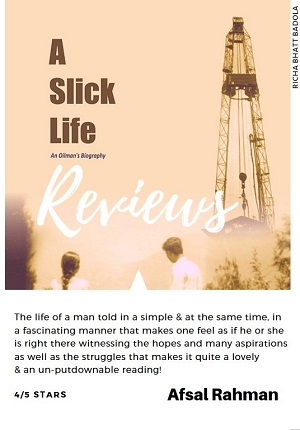 A
Slick
Life
An Oilman's Biography
Reviews
RICHA BHATT BADOLA
The life of a man told in a simple & at the same time, in
a fascinating manner that makes one feel as if he or she
is right there witnessing the hopes and many aspirations
as well as the struggles that makes it quite a lovely
& an un-putdownable reading!
4/5 STARS
Afsal Rahman